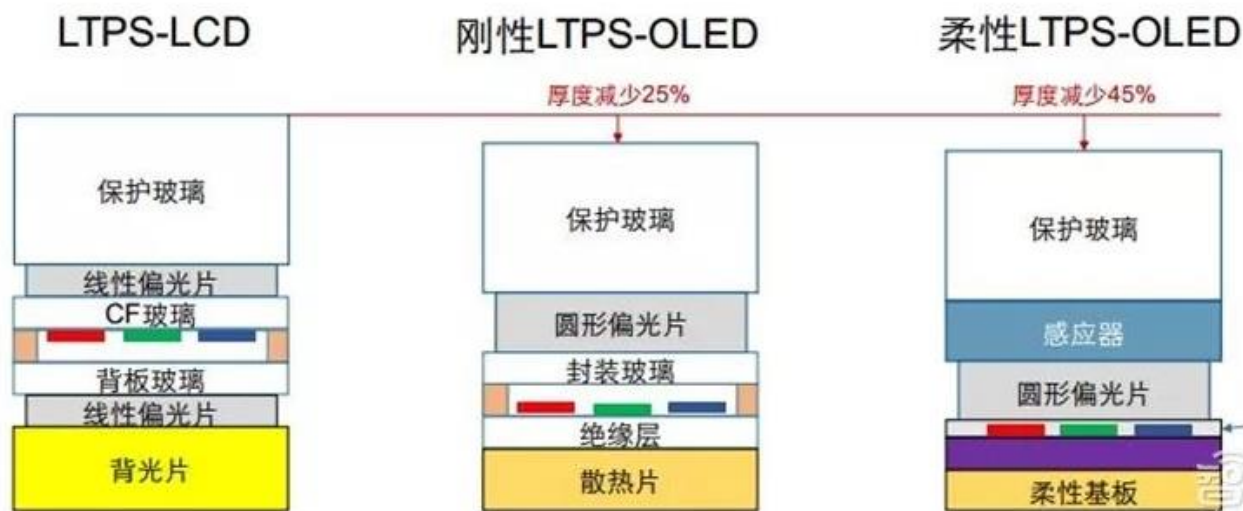 LTPS-LCD
刚性LTPS-OLED
柔性LTPS-OLED
厚度减少25%
厚度减少45%
保护玻璃
线性偏光片
CF玻璃
背板玻璃
线性偏光片
背光片
保护玻璃
圆形偏光片
封装玻璃
绝缘层
散热片
保护玻璃
感应器
圆形偏光片
柔性基板